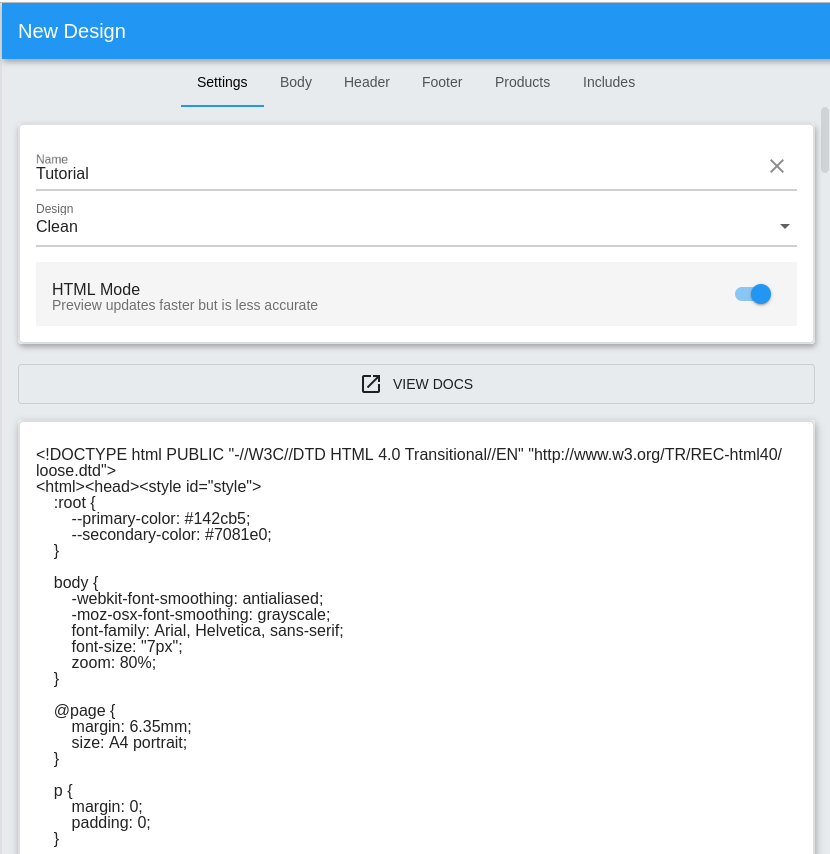 New Design
Settings Body Header Footer Products Includes
Name
Tutorial
Design
Clean
HTML Mode
Preview updates faster but is less accurate
VIEW DOCS
<!DOCTYPE html PUBLIC "-//W3C//DTD HTML 4.0 Transitional//EN" "http://www.w3.org/TR/REC-html40/
loose.dtd">
<html><head><style id="style">
    :root {
        --primary-color: #142cb5;
        --secondary-color: #7081e0;
    }

    body {
        -webkit-font-smoothing: antialiased;
        -moz-osx-font-smoothing: grayscale;
        font-family: Arial, Helvetica, sans-serif;
        font-size: "7px";
        zoom: 80%;
    }

    @page {
        margin: 6.35mm;
        size: A4 portrait;
    }

    p {
        margin: 0;
        padding: 0;
    }